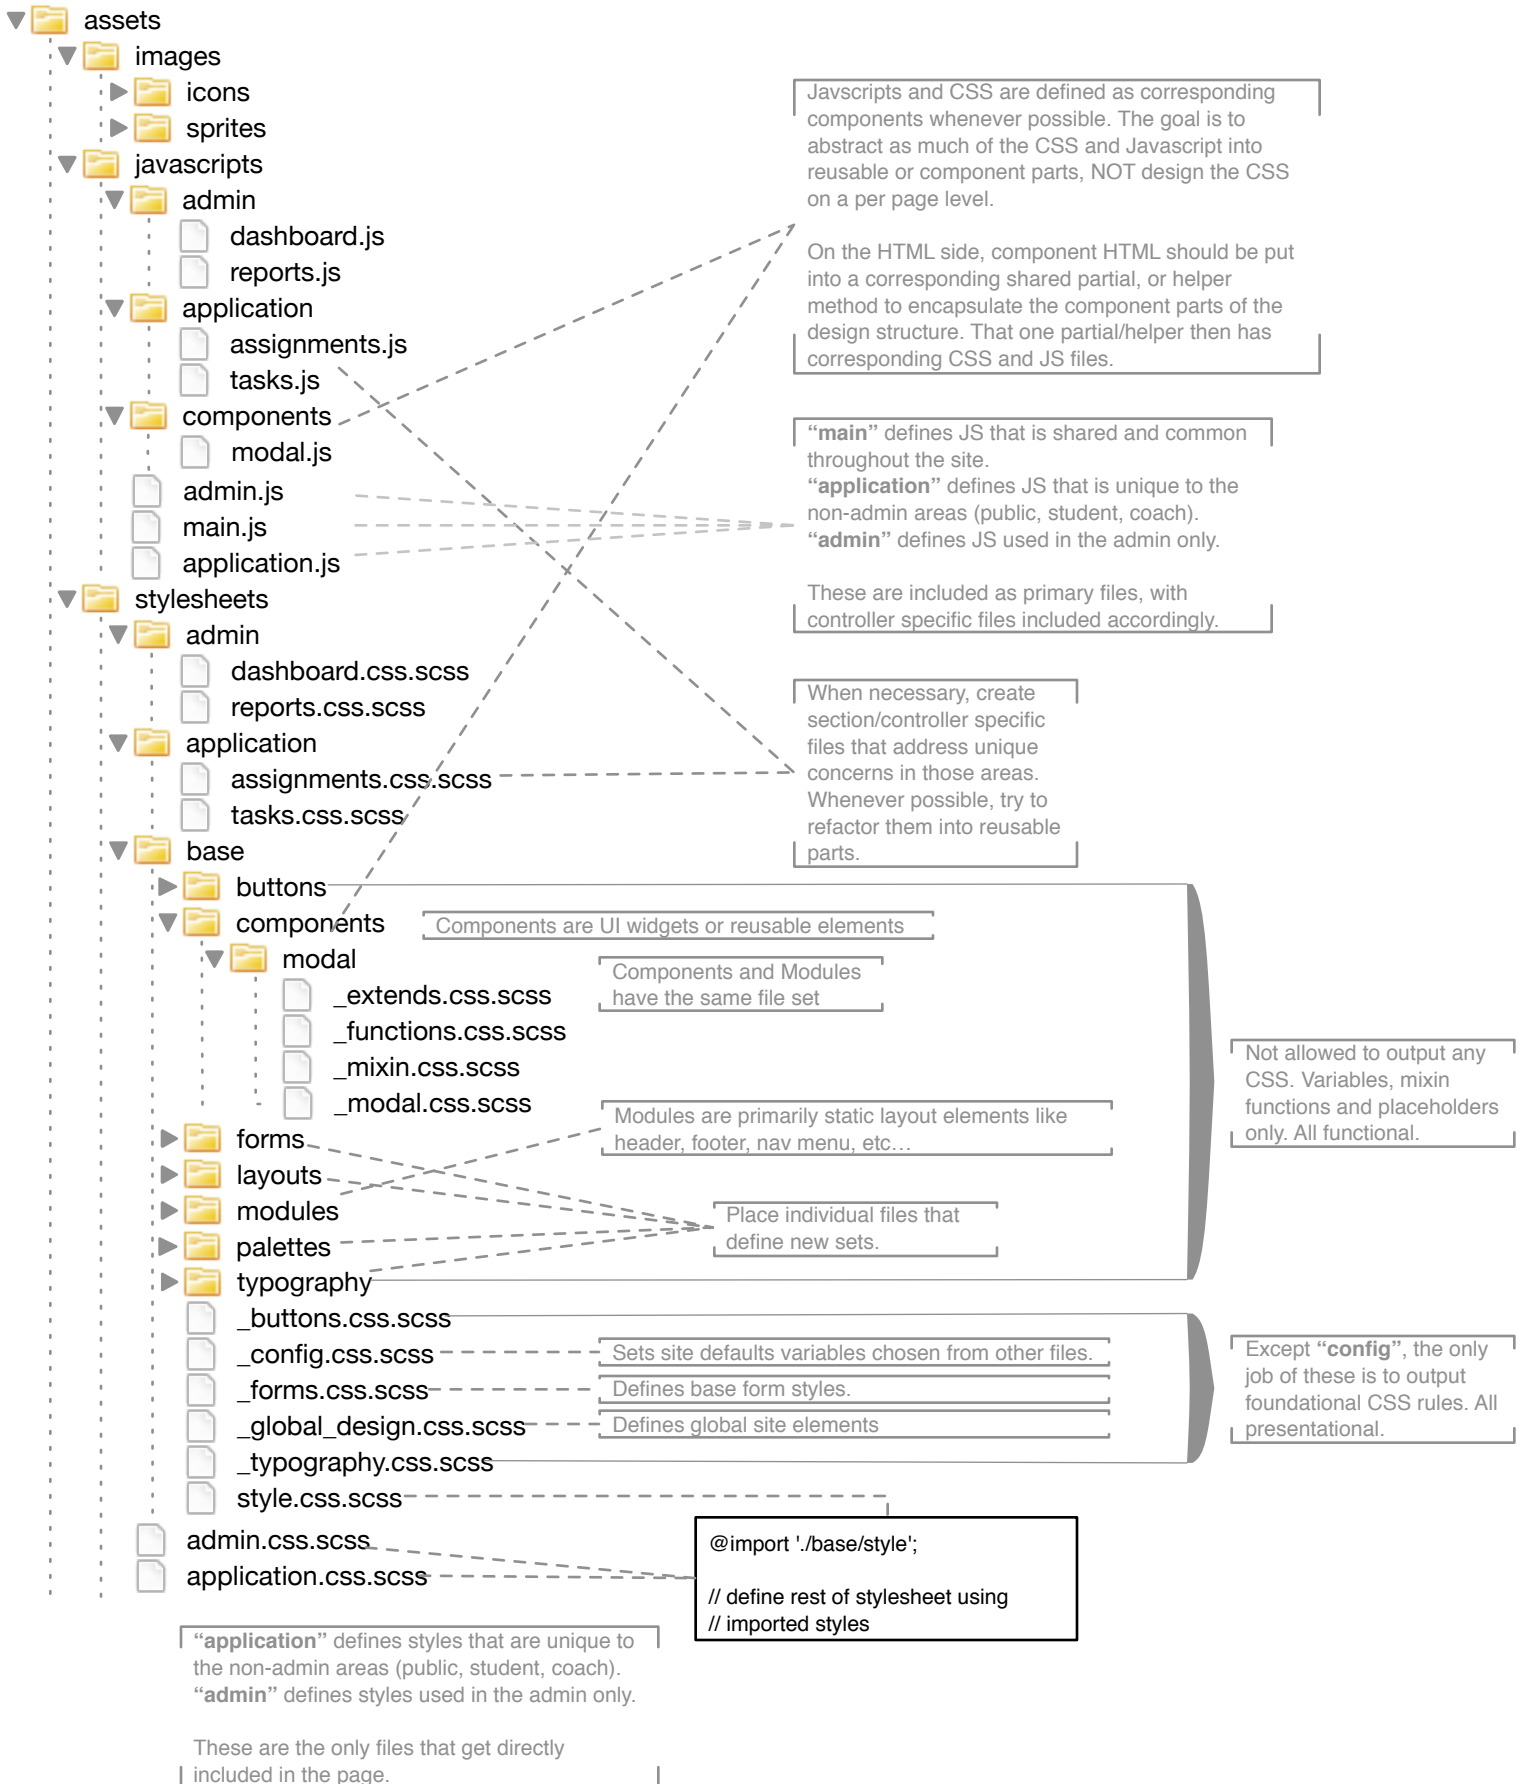 assets
images
icons
sprites
javascripts
admin
dashboard.js
reports.js
application
assignments.js
tasks.js
components
modal.js
admin.js
main.js
application.js
stylesheets
admin
dashboard.css.scss
reports.css.scss
application
assignments.css.scss
tasks.css.scss
base
buttons
components
modal
_extends.css.scss
_functions.css.scss
_mixin.css.scss
_modal.css.scss
forms
layouts
modules
palettes
typography
_buttons.css.scss
_config.css.scss
_forms.css.scss
_global_design.css.scss
_typography.css.scss
style.css.scss
admin.css.scss
application.css.scss
Javscripts and CSS are defined as corresponding
components whenever possible. The goal is to
abstract as much of the CSS and Javascript into
reusable or component parts, NOT design the CSS
on a per page level.
On the HTML side, component HTML should be put
into a corresponding shared partial, or helper
method to encapsulate the component parts of the
design structure. That one partial/helper then has
corresponding CSS and JS files.
“main” defines JS that is shared and common
throughout the site.
“application” defines JS that is unique to the
non-admin areas (public, student, coach).
“admin” defines JS used in the admin only.
These are included as primary files, with
controller specific files included accordingly.
When necessary, create
section/controller specific
files that address unique
concerns in those areas.
Whenever possible, try to
refactor them into reusable
parts.
Components are UI widgets or reusable elements
Components and Modules
have the same file set
Not allowed to output any
CSS. Variables, mixin
functions and placeholders
only. All functional.
Modules are primarily static layout elements like
header, footer, nav menu, etc…
Place individual files that
define new sets.
Sets site defaults variables chosen from other files.
Defines base form styles.
Defines global site elements
Except “config”, the only
job of these is to output
foundational CSS rules. All
presentational.
@import './base/style';
// define rest of stylesheet using
// imported styles
“application” defines styles that are unique to
the non-admin areas (public, student, coach).
“admin” defines styles used in the admin only.
These are the only files that get directly
included in the page.